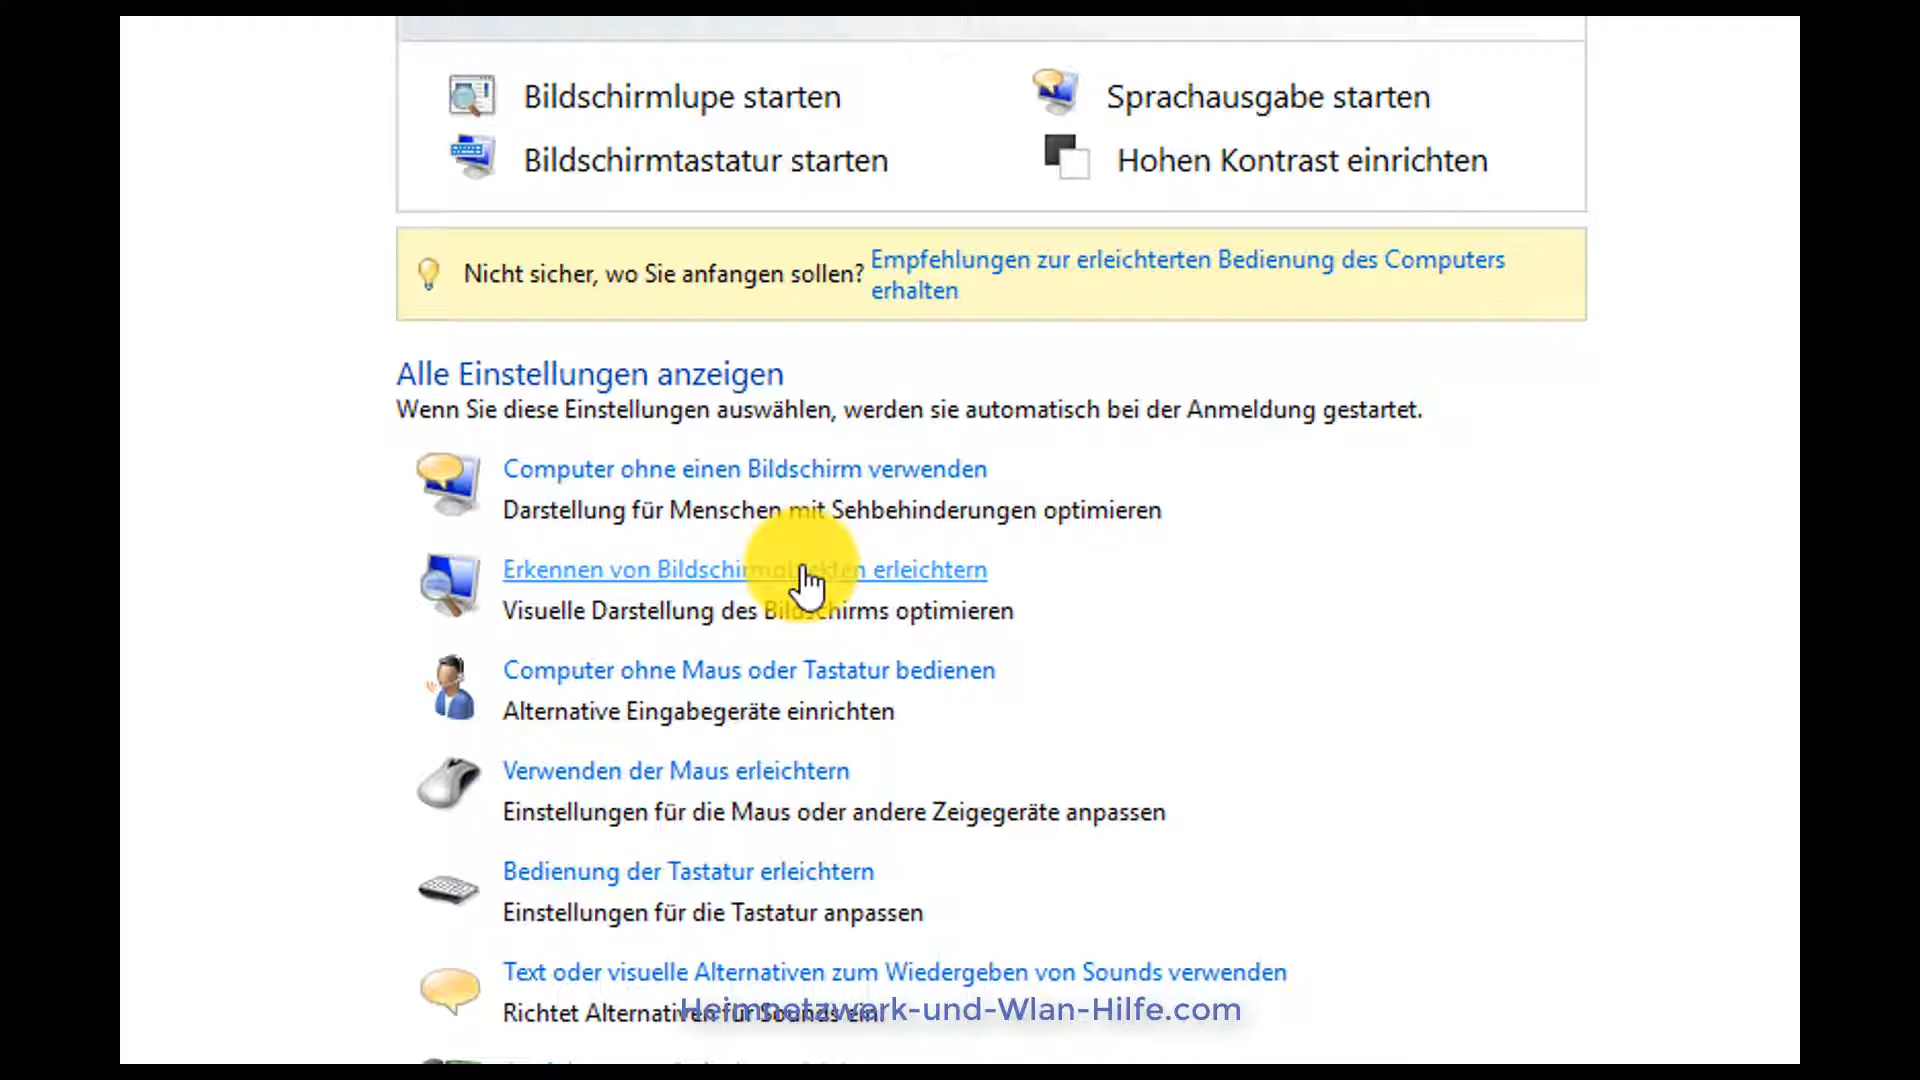 Bildschirmlupe starten
Sprachausgabe starten
Bildschirmtastatur starten
Hohen Kontrast einrichten
Nicht sicher, wo Sie anfangen sollen?
Empfehlungen zur erleichterten Bedienung des Computers
erhalten
Alle Einstellungen anzeigen
Wenn Sie diese Einstellungen auswählen, werden sie automatisch bei der Anmeldung gestartet.
Computer ohne einen Bildschirm verwenden
Darstellung für Menschen mit Sehbehinderungen optimieren
Erkennen von Bildschirmobjekten erleichtern
Visuelle Darstellung des Bildschirms optimieren
Computer ohne Maus oder Tastatur bedienen
Alternative Eingabegeräte einrichten
Verwenden der Maus erleichtern
Einstellungen für die Maus oder andere Zeigegeräte anpassen
Bedienung der Tastatur erleichtern
Einstellungen für die Tastatur anpassen
Text oder visuelle Alternativen zum Wiedergeben von Sounds verwenden
Richtet Alternativen für Sounds ein.
Heimnetzwerk-und-Wlan-Hilfe.com